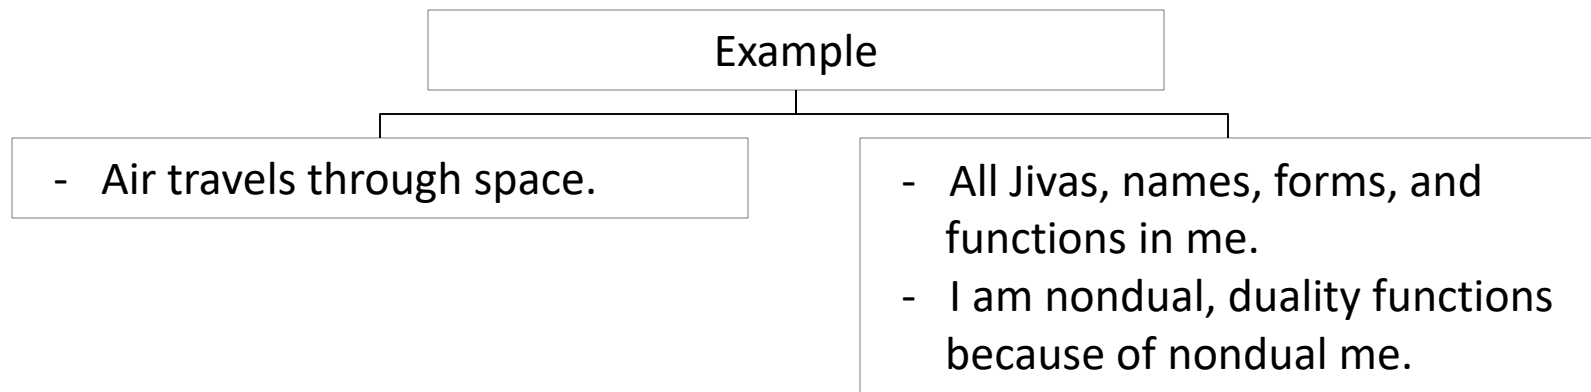 Example
- Air travels through space.
- All Jivas, names, forms, and
functions in me.
- I am nondual, duality functions
because of nondual me.